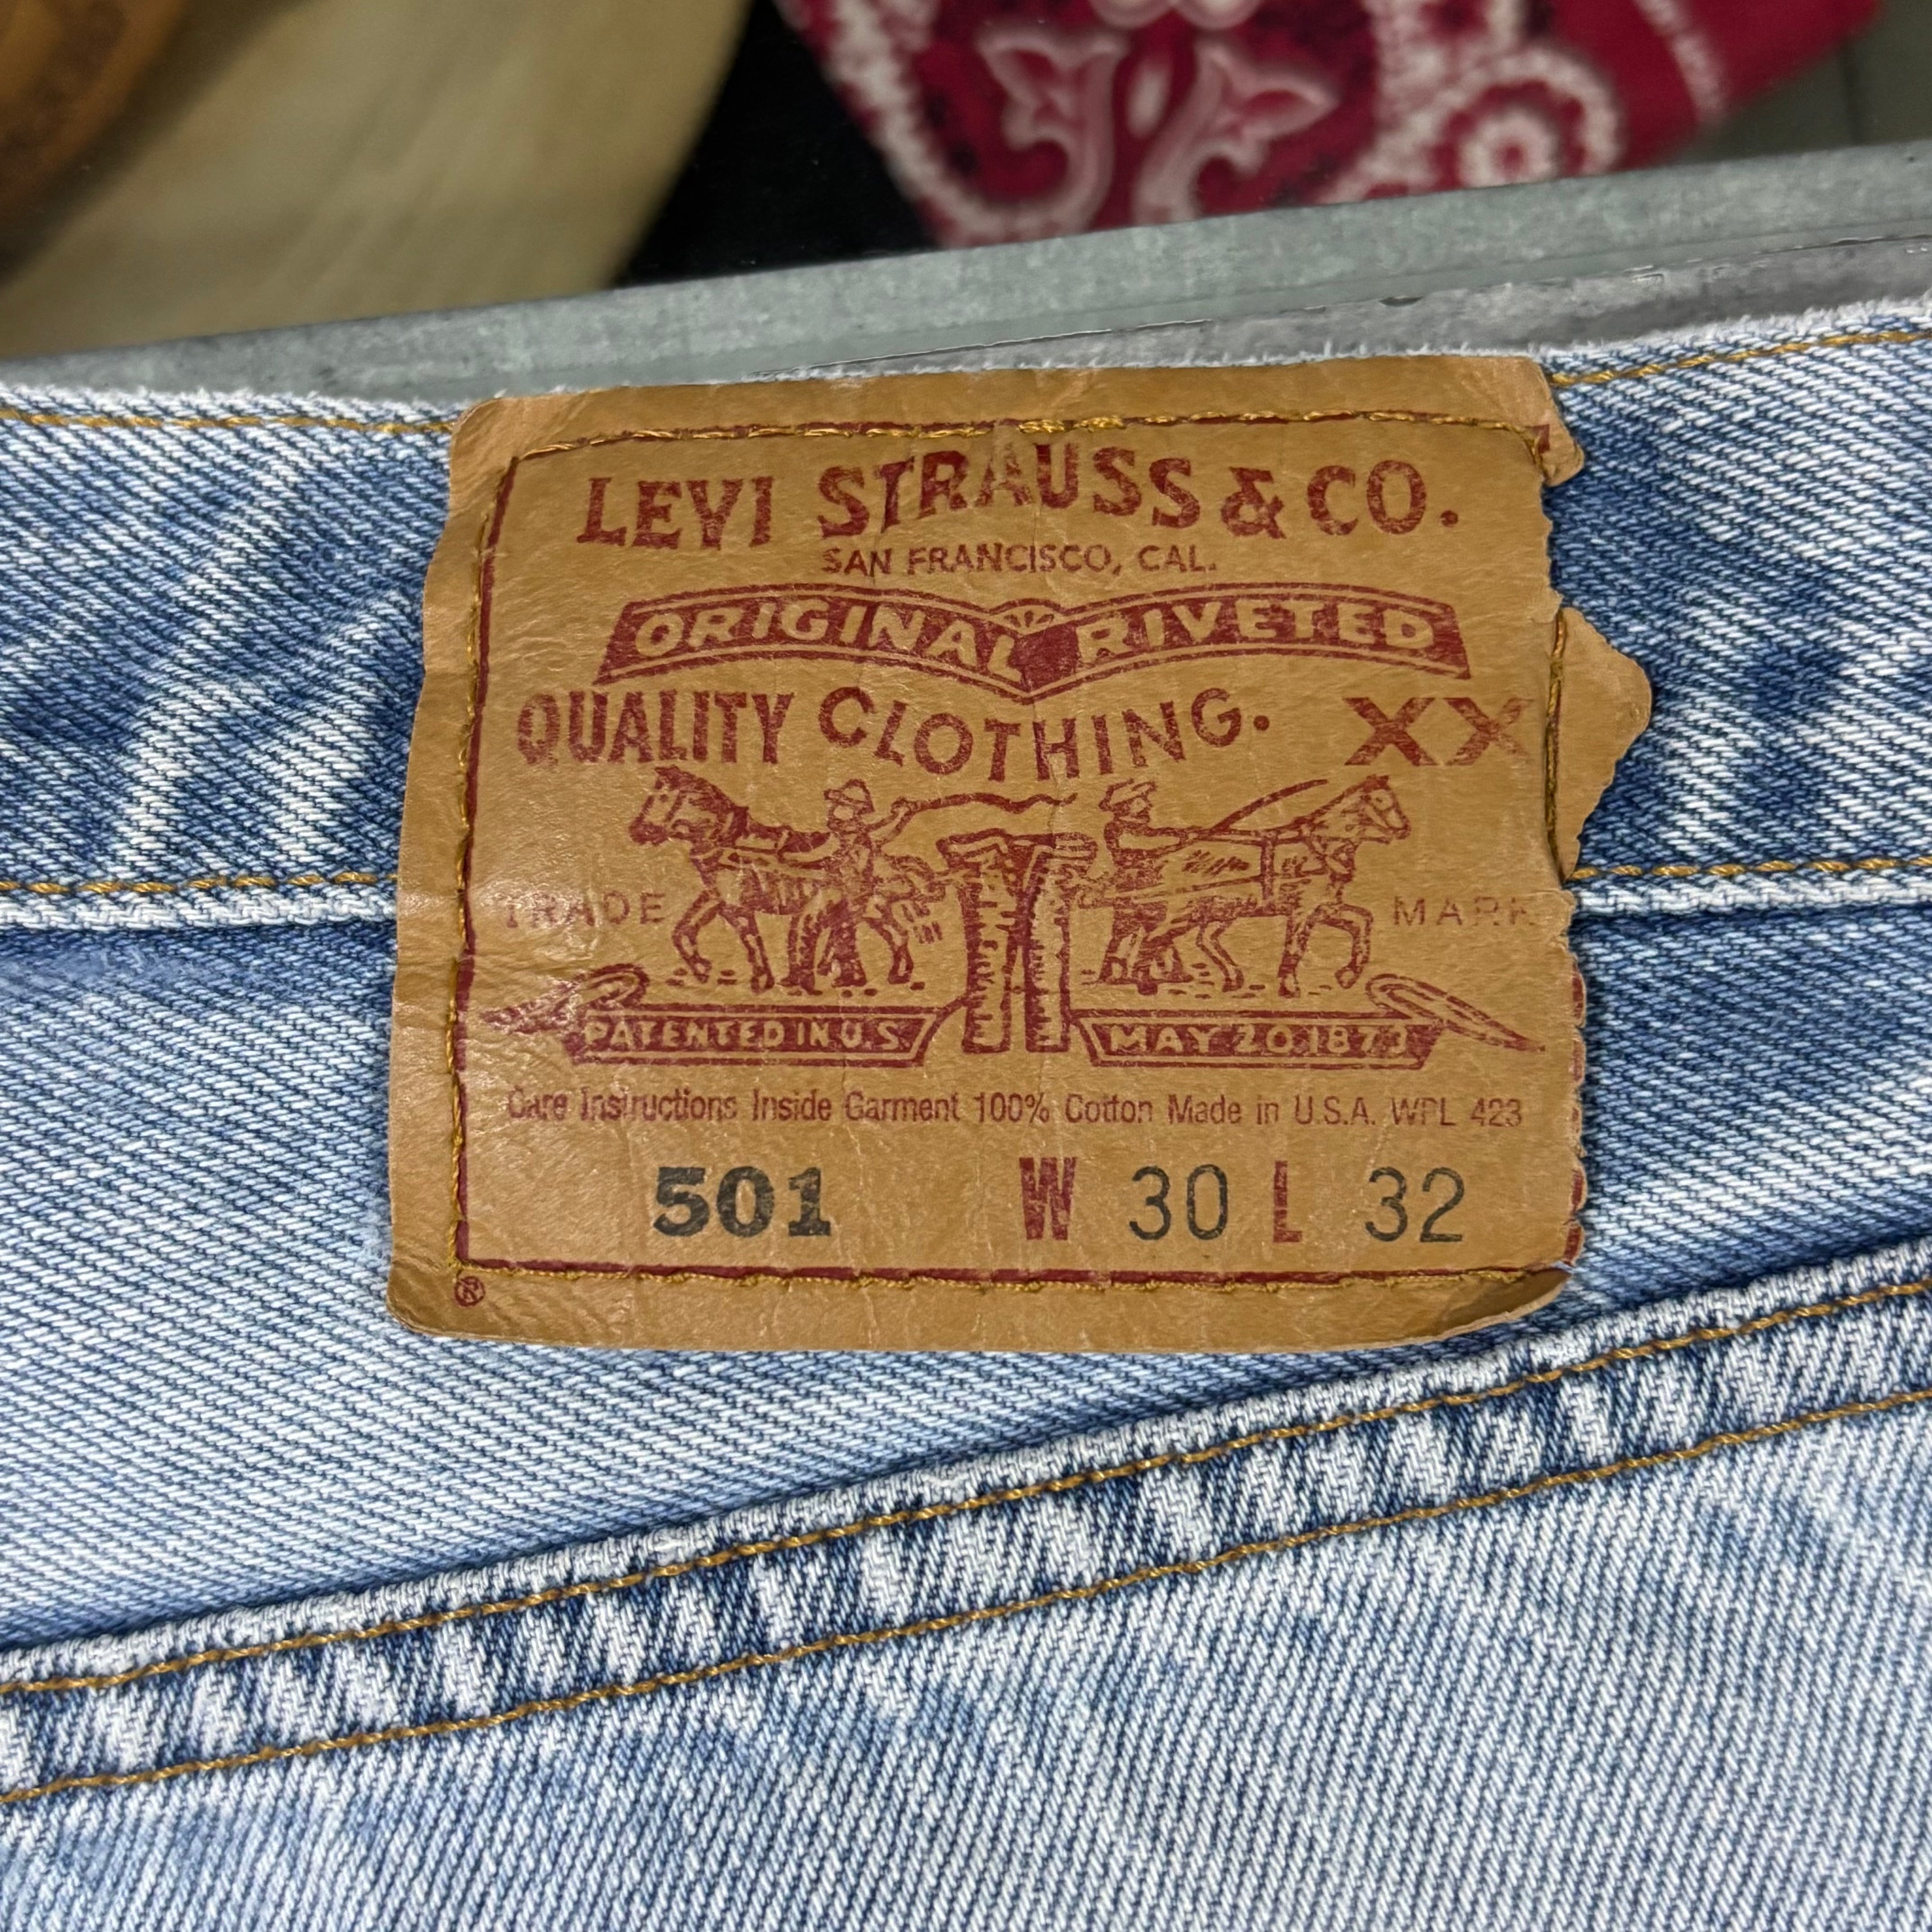 LEVI STRAUSS & CO.
SAN FRANCISCO, CAL.
ORIGINAL RIVETED
QUALITY CLOTHING. XX
TRADE MARK
PATENTED IN U.S. MAY 20 1873
Care Instructions Inside Garment 100% Cotton Made in U.S.A. WPL 423
501 W 30 L 32
®